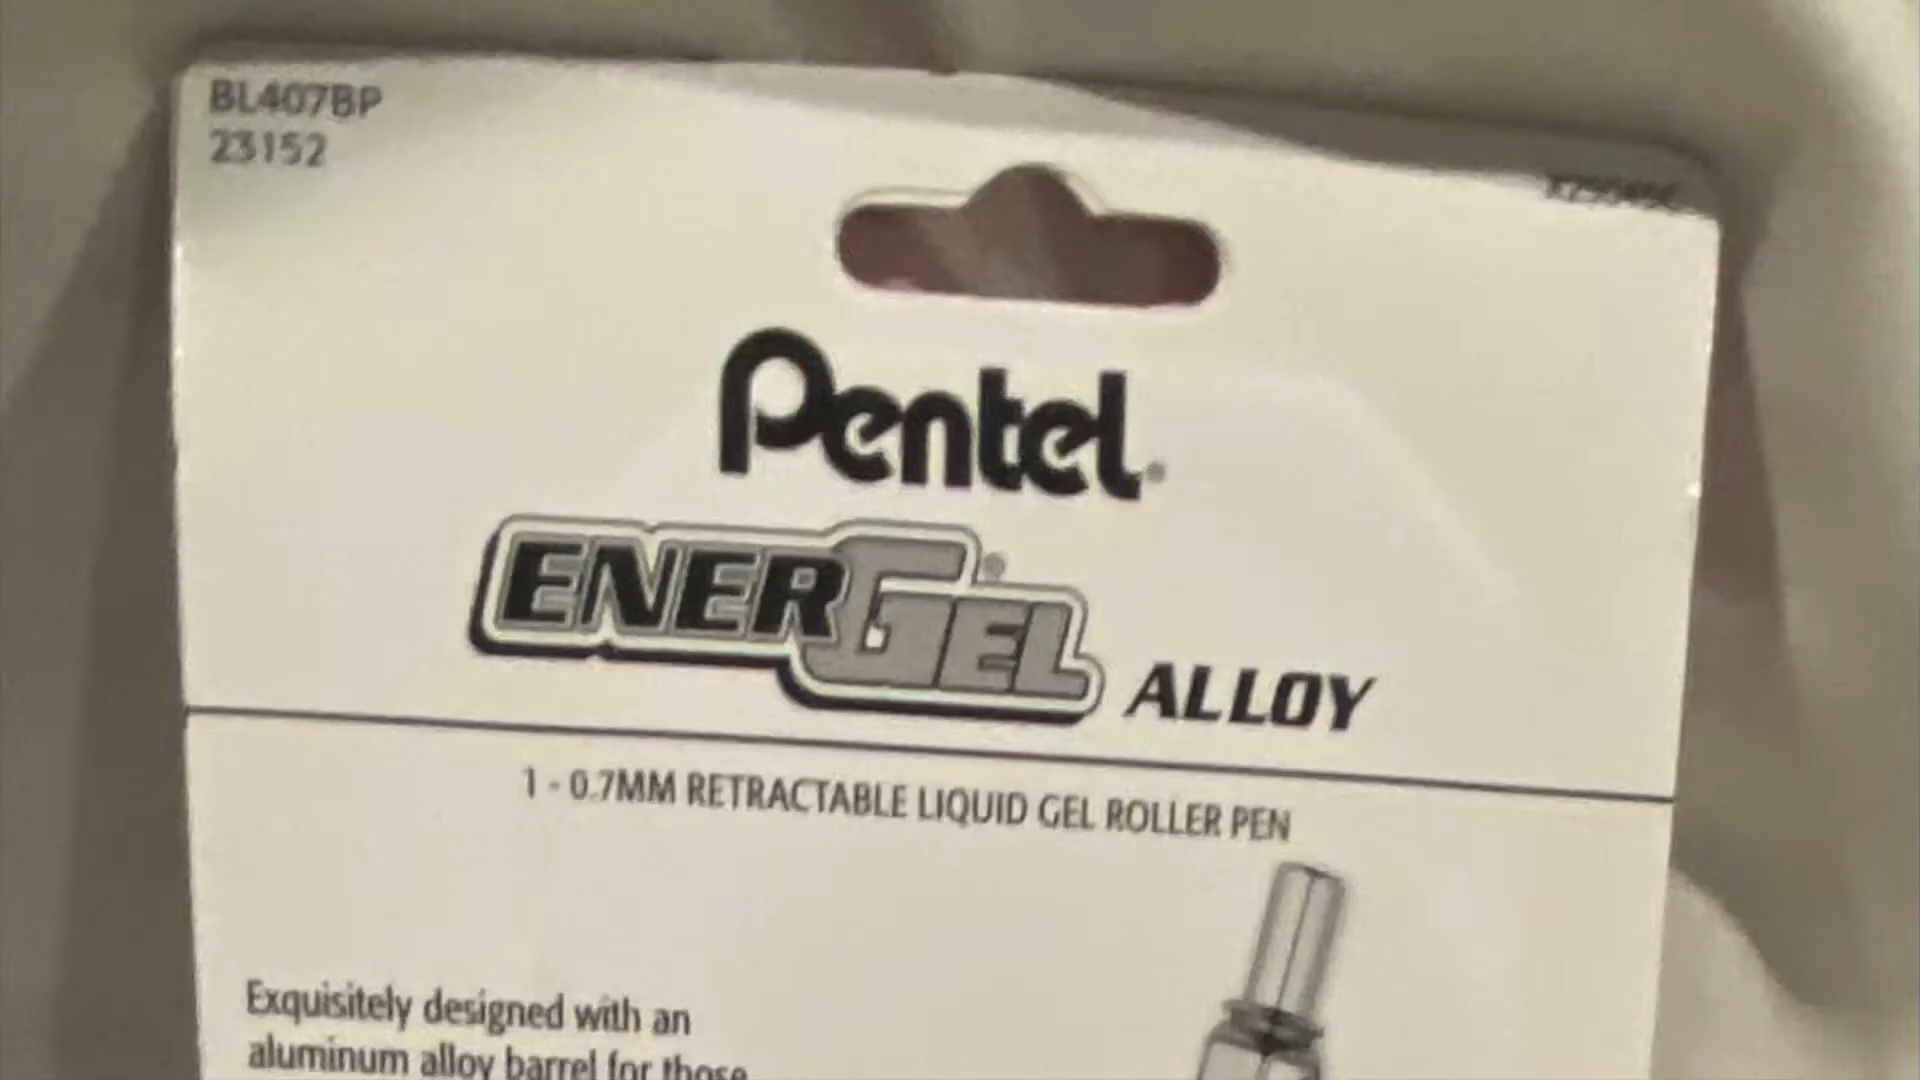 BL407BP
23152
Pentel®
ENERGEL® ALLOY
1 - 0.7MM RETRACTABLE LIQUID GEL ROLLER PEN
Exquisitely designed with an
aluminum alloy barrel for those